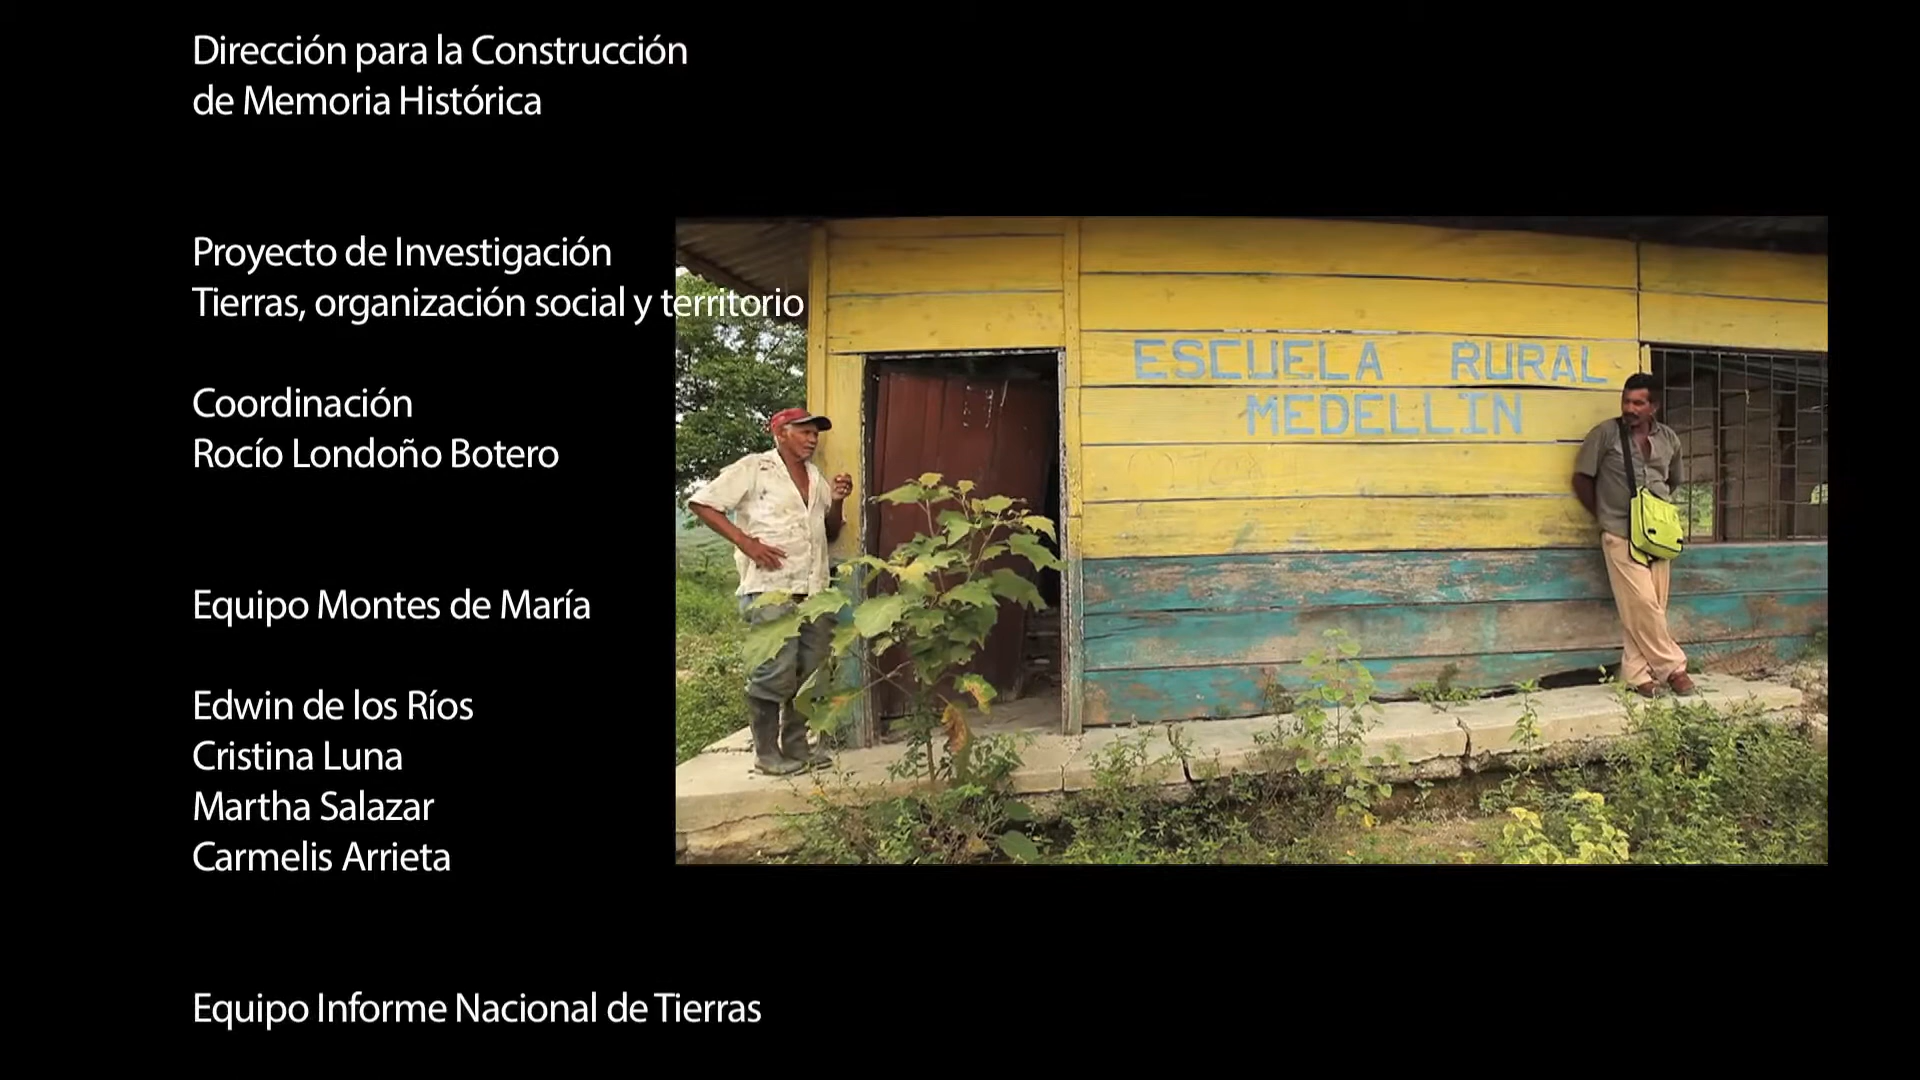 Dirección para la Construcción
de Memoria Histórica
Proyecto de Investigación
Tierras, organización social y territorio
Coordinación
Rocío Londoño Botero
Equipo Montes de María
Edwin de los Ríos
Cristina Luna
Martha Salazar
Carmelis Arrieta
Equipo Informe Nacional de Tierras
ESCUELA RURAL
MEDELLIN